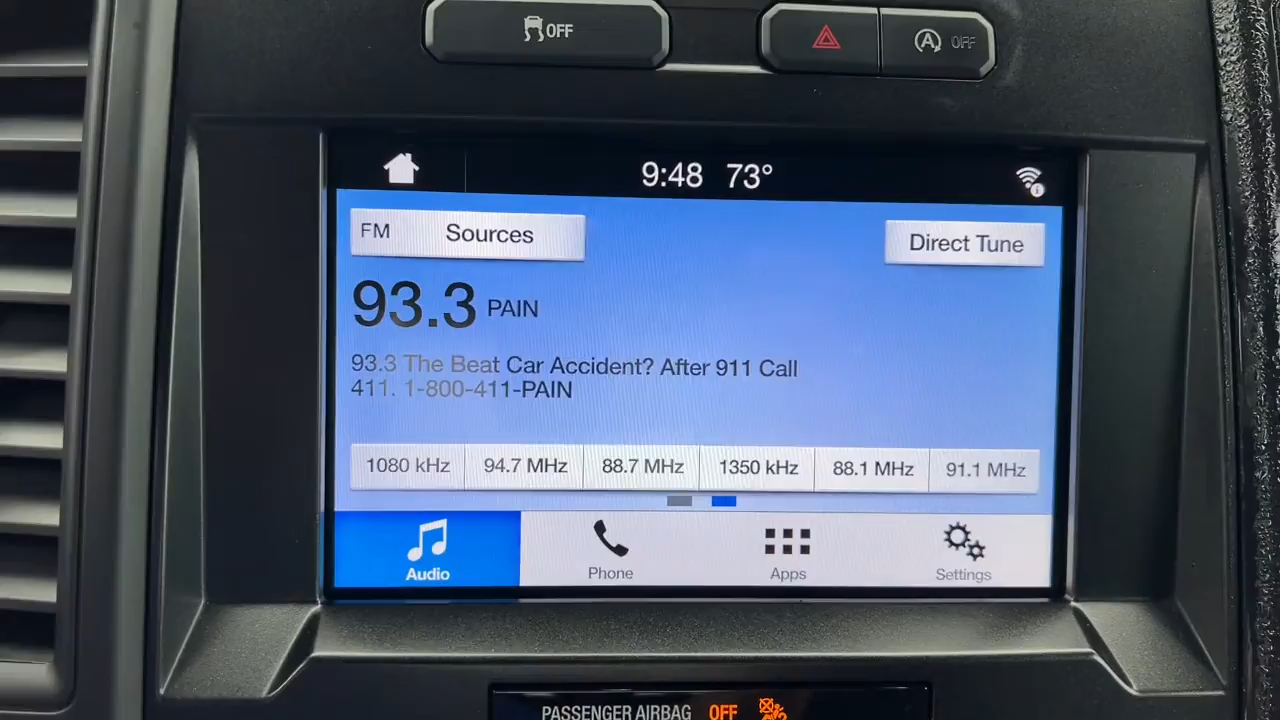 OFF
A OFF
9:48 73°
FM Sources
Direct Tune
93.3 PAIN
93.3 The Beat Car Accident? After 911 Call
411. 1-800-411-PAIN
1080 kHz 94.7 MHz 88.7 MHz 1350 kHz 88.1 MHz 91.1 MHz
Audio Phone Apps Settings
PASSENGER AIRBAG OFF